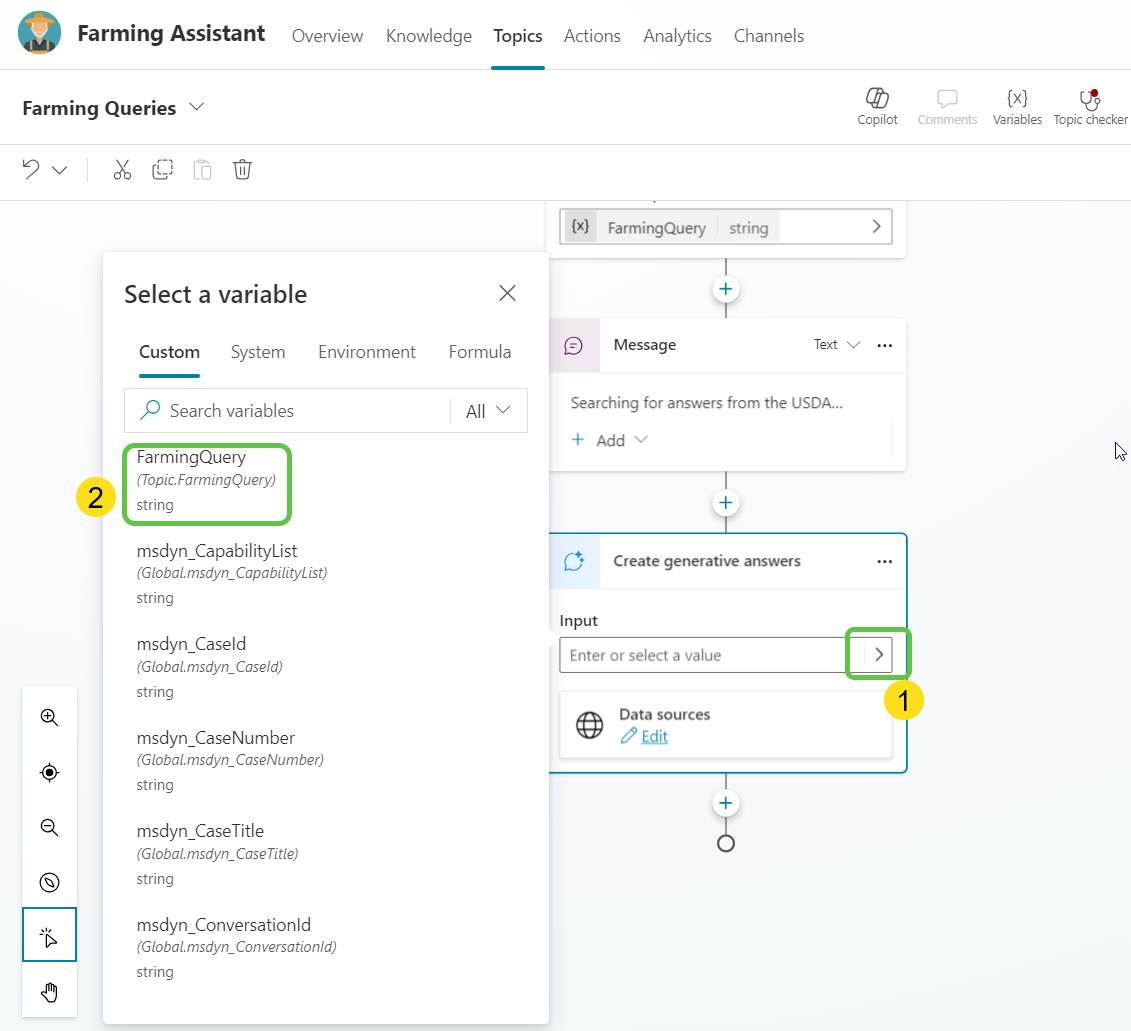 Farming Assistant
Overview
Knowledge
Topics
Actions
Analytics
Channels
Farming Queries
Copilot
Comments
{x}
Variables
Topic checker
{x} FarmingQuery string
Select a variable
Custom
System
Environment
Formula
Search variables
All
FarmingQuery
(Topic.FarmingQuery)
string
2
msdyn_CapabilityList
(Global.msdyn_CapabilityList)
string
msdyn_CaseId
(Global.msdyn_CaseId)
string
msdyn_CaseNumber
(Global.msdyn_CaseNumber)
string
msdyn_CaseTitle
(Global.msdyn_CaseTitle)
string
msdyn_ConversationId
(Global.msdyn_ConversationId)
string
Message
Text
Searching for answers from the USDA...
Add
Create generative answers
Input
Enter or select a value
1
Data sources
Edit